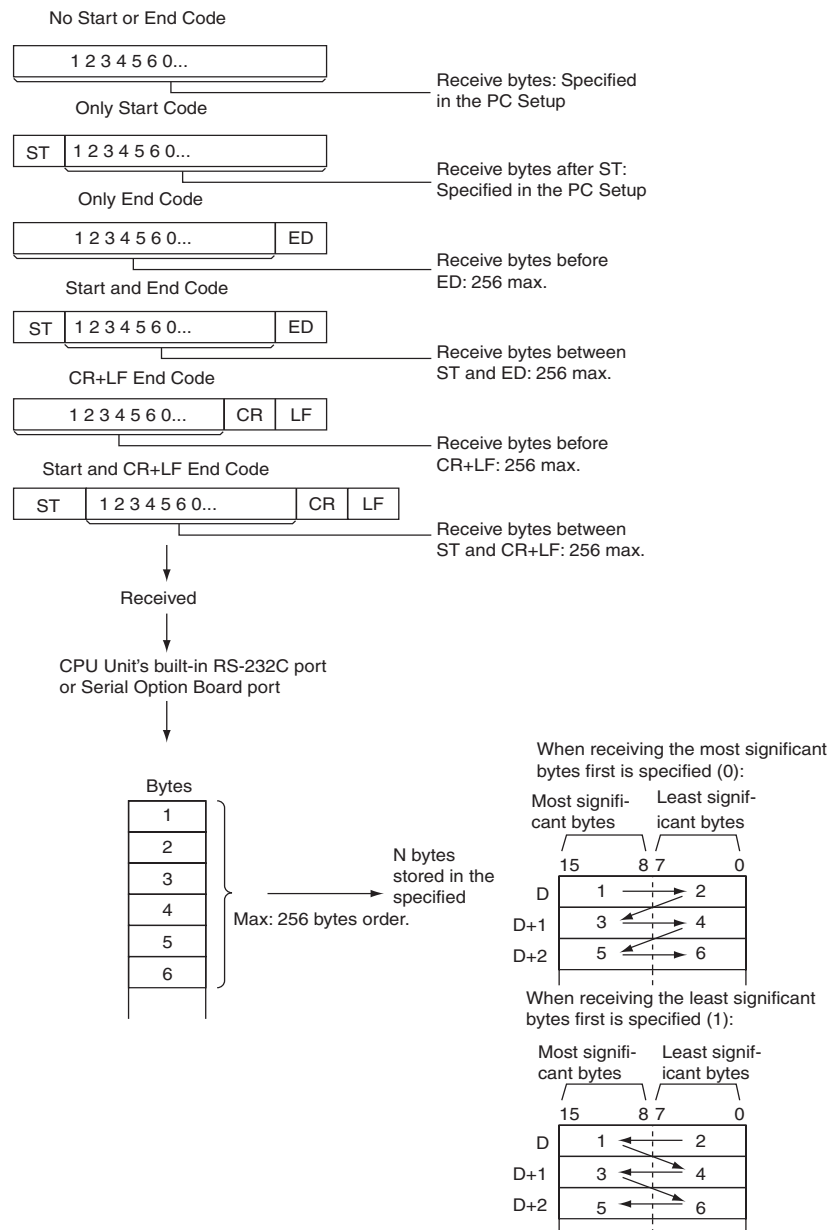 No Start or End Code
1 2 3 4 5 6 0...
Receive bytes: Specified
in the PC Setup
Only Start Code
ST 1 2 3 4 5 6 0...
Receive bytes after ST:
Specified in the PC Setup
Only End Code
1 2 3 4 5 6 0... ED
Receive bytes before
ED: 256 max.
Start and End Code
ST 1 2 3 4 5 6 0... ED
Receive bytes between
ST and ED: 256 max.
CR+LF End Code
1 2 3 4 5 6 0... CR LF
Receive bytes before
CR+LF: 256 max.
Start and CR+LF End Code
ST 1 2 3 4 5 6 0... CR LF
Receive bytes between
ST and CR+LF: 256 max.
Received
CPU Unit's built-in RS-232C port
or Serial Option Board port
Bytes
1
2
3
4
5
6
Max: 256 bytes
N bytes
stored in the
specified
order.
When receiving the most significant
bytes first is specified (0):
Most signifi-
cant bytes
Least signif-
icant bytes
15 8 7 0
D 1 2
D+1 3 4
D+2 5 6
When receiving the least significant
bytes first is specified (1):
Most signifi-
cant bytes
Least signif-
icant bytes
15 8 7 0
D 1 2
D+1 3 4
D+2 5 6